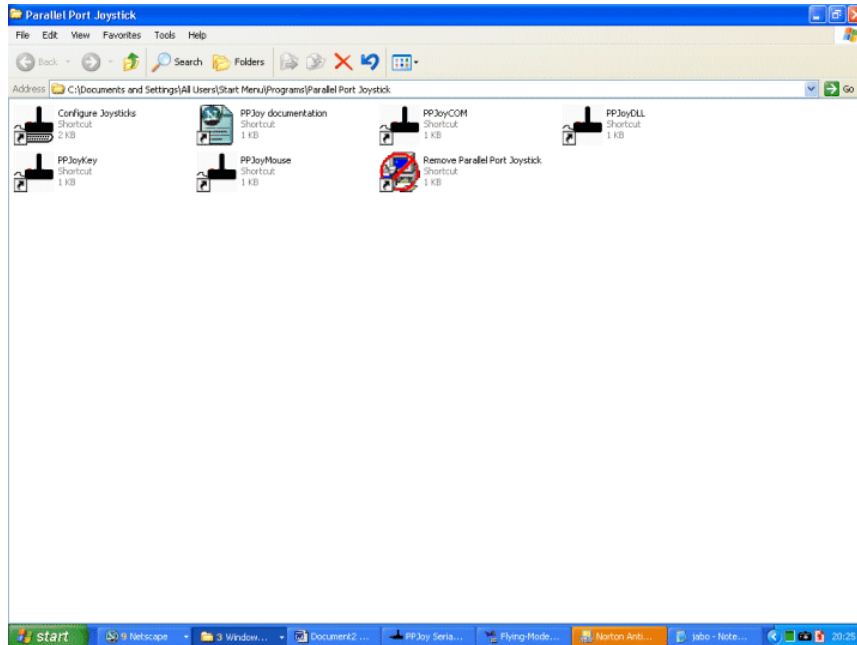 Parallel Port Joystick
File Edit View Favorites Tools Help
Back Search Folders
Address C:\Documents and Settings\All Users\Start Menu\Programs\Parallel Port Joystick Go
Configure Joysticks
Shortcut
2 KB
PPJoy documentation
Shortcut
1 KB
PPJoyCOM
Shortcut
1 KB
PPJoyDLL
Shortcut
1 KB
PPJoyKey
Shortcut
1 KB
PPJoyMouse
Shortcut
1 KB
Remove Parallel Port Joystick
Shortcut
1 KB
start 9 Netscape 3 Window... Document2 ... PPJoy Seria... Flying-Mode... Norton Anti... jabo - Note... 20:25